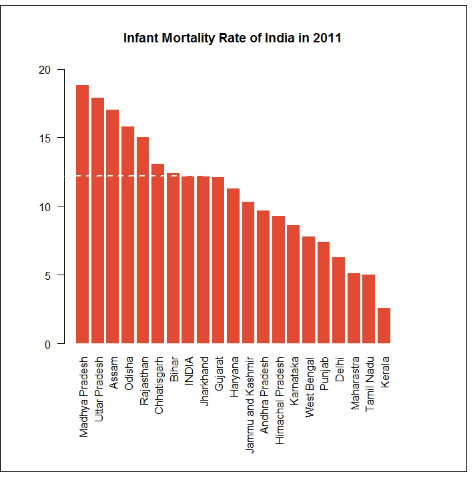 Infant Mortality Rate of India in 2011
20
15
10
5
0
Madhya Pradesh
Uttar Pradesh
Assam
Odisha
Rajasthan
Chhatisgarh
Bihar
INDIA
Jharkhand
Gujarat
Haryana
Jammu and Kashmir
Andhra Pradesh
Himachal Pradesh
Karnataka
West Bengal
Punjab
Delhi
Maharastra
Tamil Nadu
Kerala